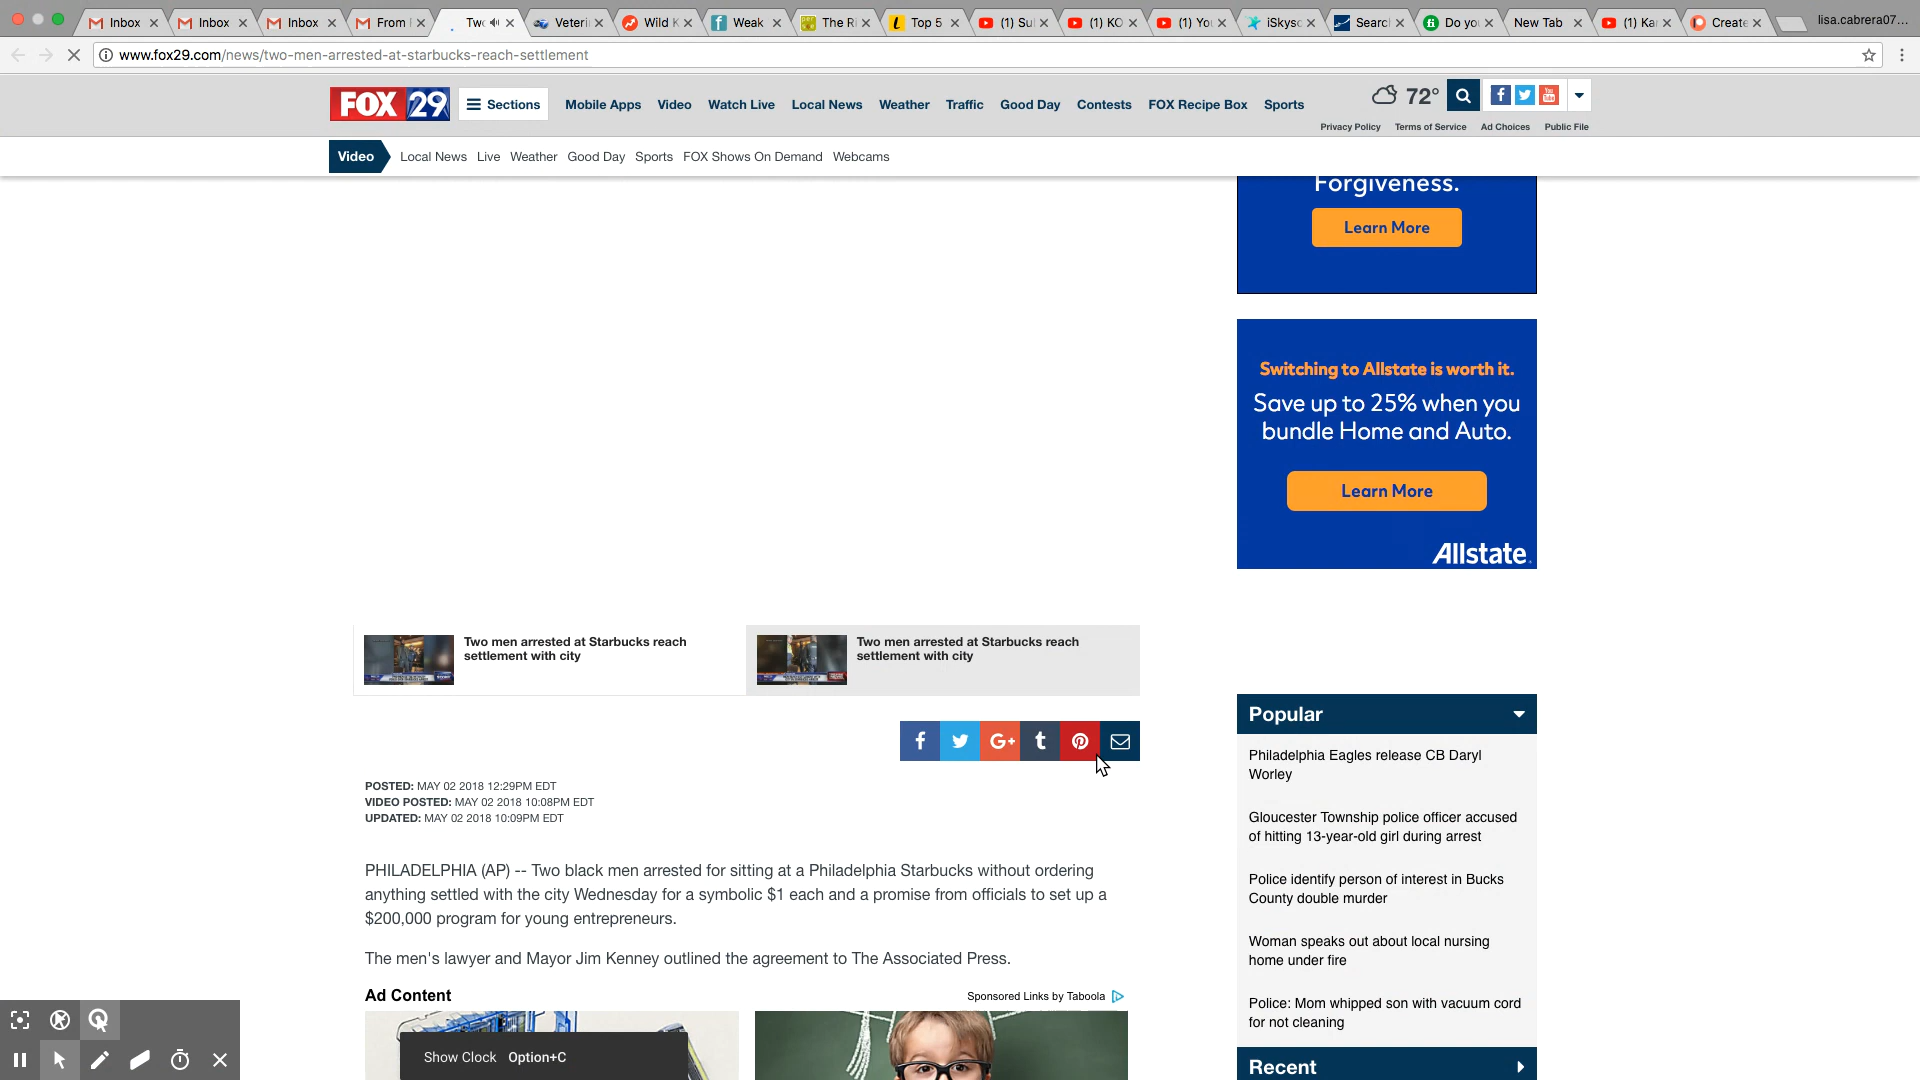 Inbox
Inbox
Inbox
From
Two
Veteri
Wild K
Weak
The Ri
Top 5
(1) Su
(1) KO
(1) You
iSkysc
Searc
Do yo
New Tab
(1) Ka
Create
lisa.cabrera07...
www.fox29.com/news/two-men-arrested-at-starbucks-reach-settlement
FOX 29
Sections
Mobile Apps
Video
Watch Live
Local News
Weather
Traffic
Good Day
Contests
FOX Recipe Box
Sports
72°
Privacy Policy
Terms of Service
Ad Choices
Public File
Video
Local News
Live
Weather
Good Day
Sports
FOX Shows On Demand
Webcams
Forgiveness.
Learn More
Switching to Allstate is worth it.
Save up to 25% when you
bundle Home and Auto.
Learn More
Allstate.
Two men arrested at Starbucks reach
settlement with city
Two men arrested at Starbucks reach
settlement with city
POSTED: MAY 02 2018 12:29PM EDT
VIDEO POSTED: MAY 02 2018 10:08PM EDT
UPDATED: MAY 02 2018 10:09PM EDT
PHILADELPHIA (AP) -- Two black men arrested for sitting at a Philadelphia Starbucks without ordering
anything settled with the city Wednesday for a symbolic $1 each and a promise from officials to set up a
$200,000 program for young entrepreneurs.
The men's lawyer and Mayor Jim Kenney outlined the agreement to The Associated Press.
Ad Content
Sponsored Links by Taboola
Show Clock Option+C
Popular
Philadelphia Eagles release CB Daryl
Worley
Gloucester Township police officer accused
of hitting 13-year-old girl during arrest
Police identify person of interest in Bucks
County double murder
Woman speaks out about local nursing
home under fire
Police: Mom whipped son with vacuum cord
for not cleaning
Recent